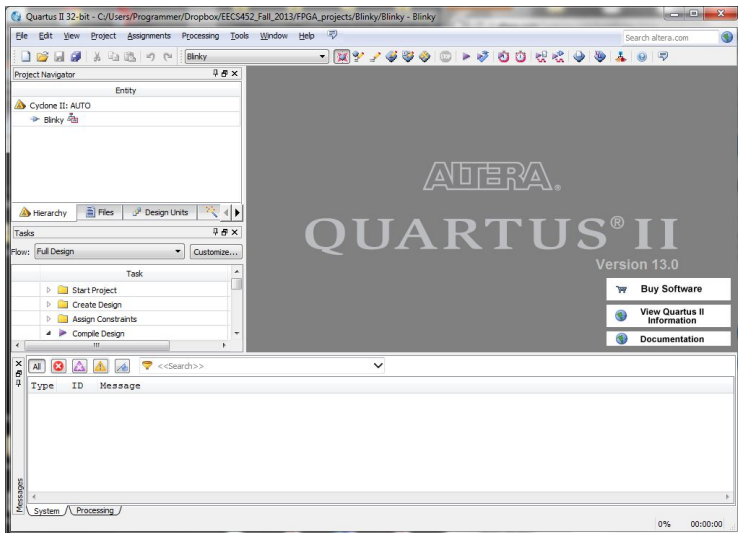 Quartus II 32-bit - C:/Users/Programmer/Dropbox/EECS452_Fall_2013/FPGA_projects/Blinky/Blinky - Blinky
File Edit View Project Assignments Processing Tools Window Help
Search altera.com
Blinky
Project Navigator
Entity
Cyclone II: AUTO
Blinky
Hierarchy Files Design Units
Tasks
Flow: Full Design Customize...
Task
Start Project
Create Design
Assign Constraints
Compile Design
ALTERA®
QUARTUS® II
Version 13.0
Buy Software
View Quartus II
Information
Documentation
All <<Search>>
Type ID Message
Messages
System Processing
0% 00:00:00